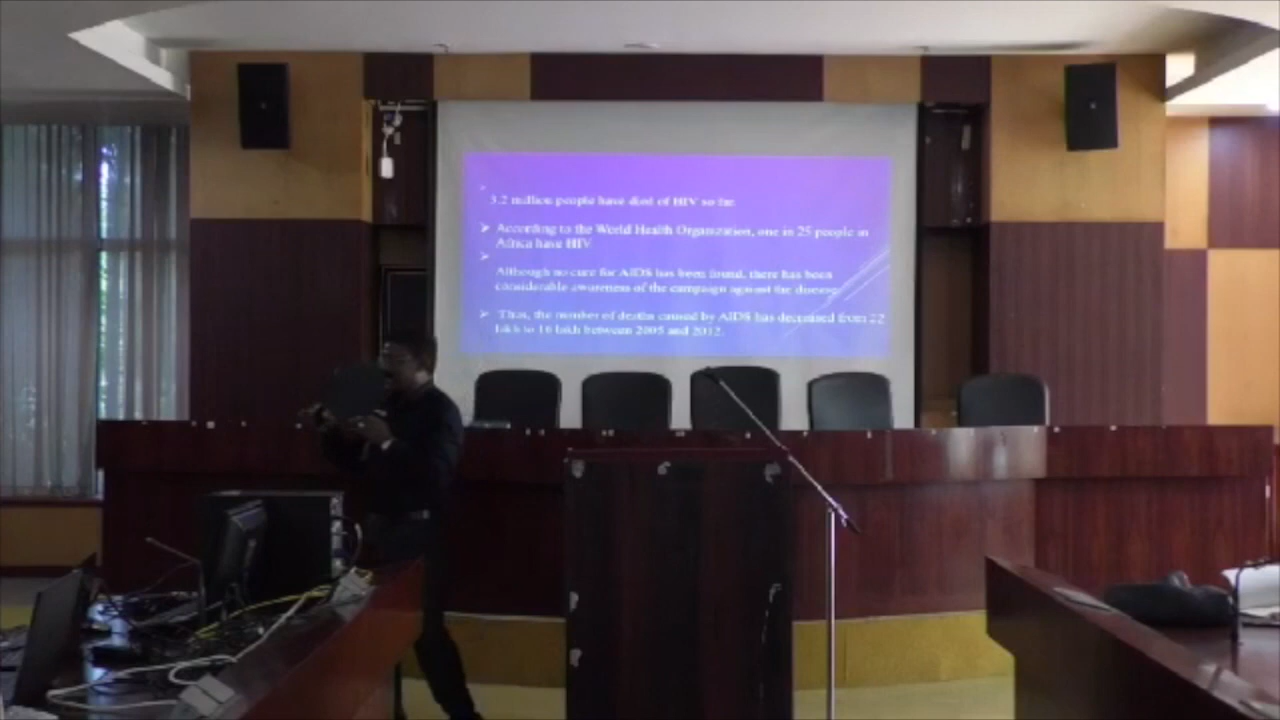 3.2 million people have died of HIV so far.
➤ According to the World Health Organization, one in 25 people in
Africa have HIV.
➤
Although no cure for AIDS has been found, there has been
considerable awareness of the campaign against the disease.
➤ Thus, the number of deaths caused by AIDS has decreased from 22
lakh to 16 lakh between 2005 and 2012.